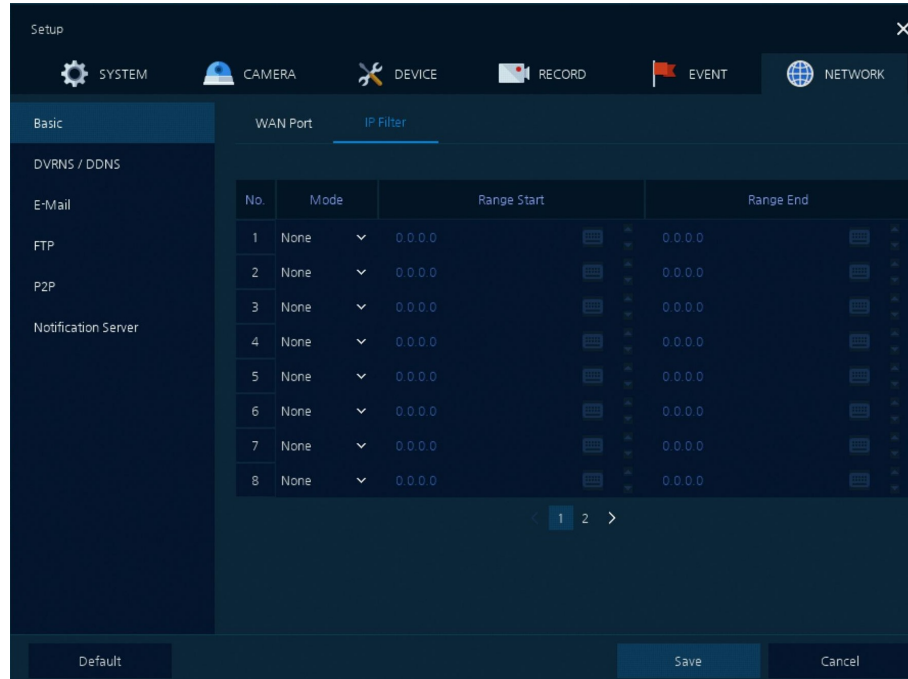 Setup
SYSTEM CAMERA DEVICE RECORD EVENT NETWORK
Basic WAN Port IP Filter
DVRNS / DDNS
E-Mail No. Mode Range Start Range End
FTP 1 None 0.0.0.0 0.0.0.0
2 None 0.0.0.0 0.0.0.0
P2P
3 None 0.0.0.0 0.0.0.0
Notification Server
4 None 0.0.0.0 0.0.0.0
5 None 0.0.0.0 0.0.0.0
6 None 0.0.0.0 0.0.0.0
7 None 0.0.0.0 0.0.0.0
8 None 0.0.0.0 0.0.0.0
1 2
Default Save Cancel